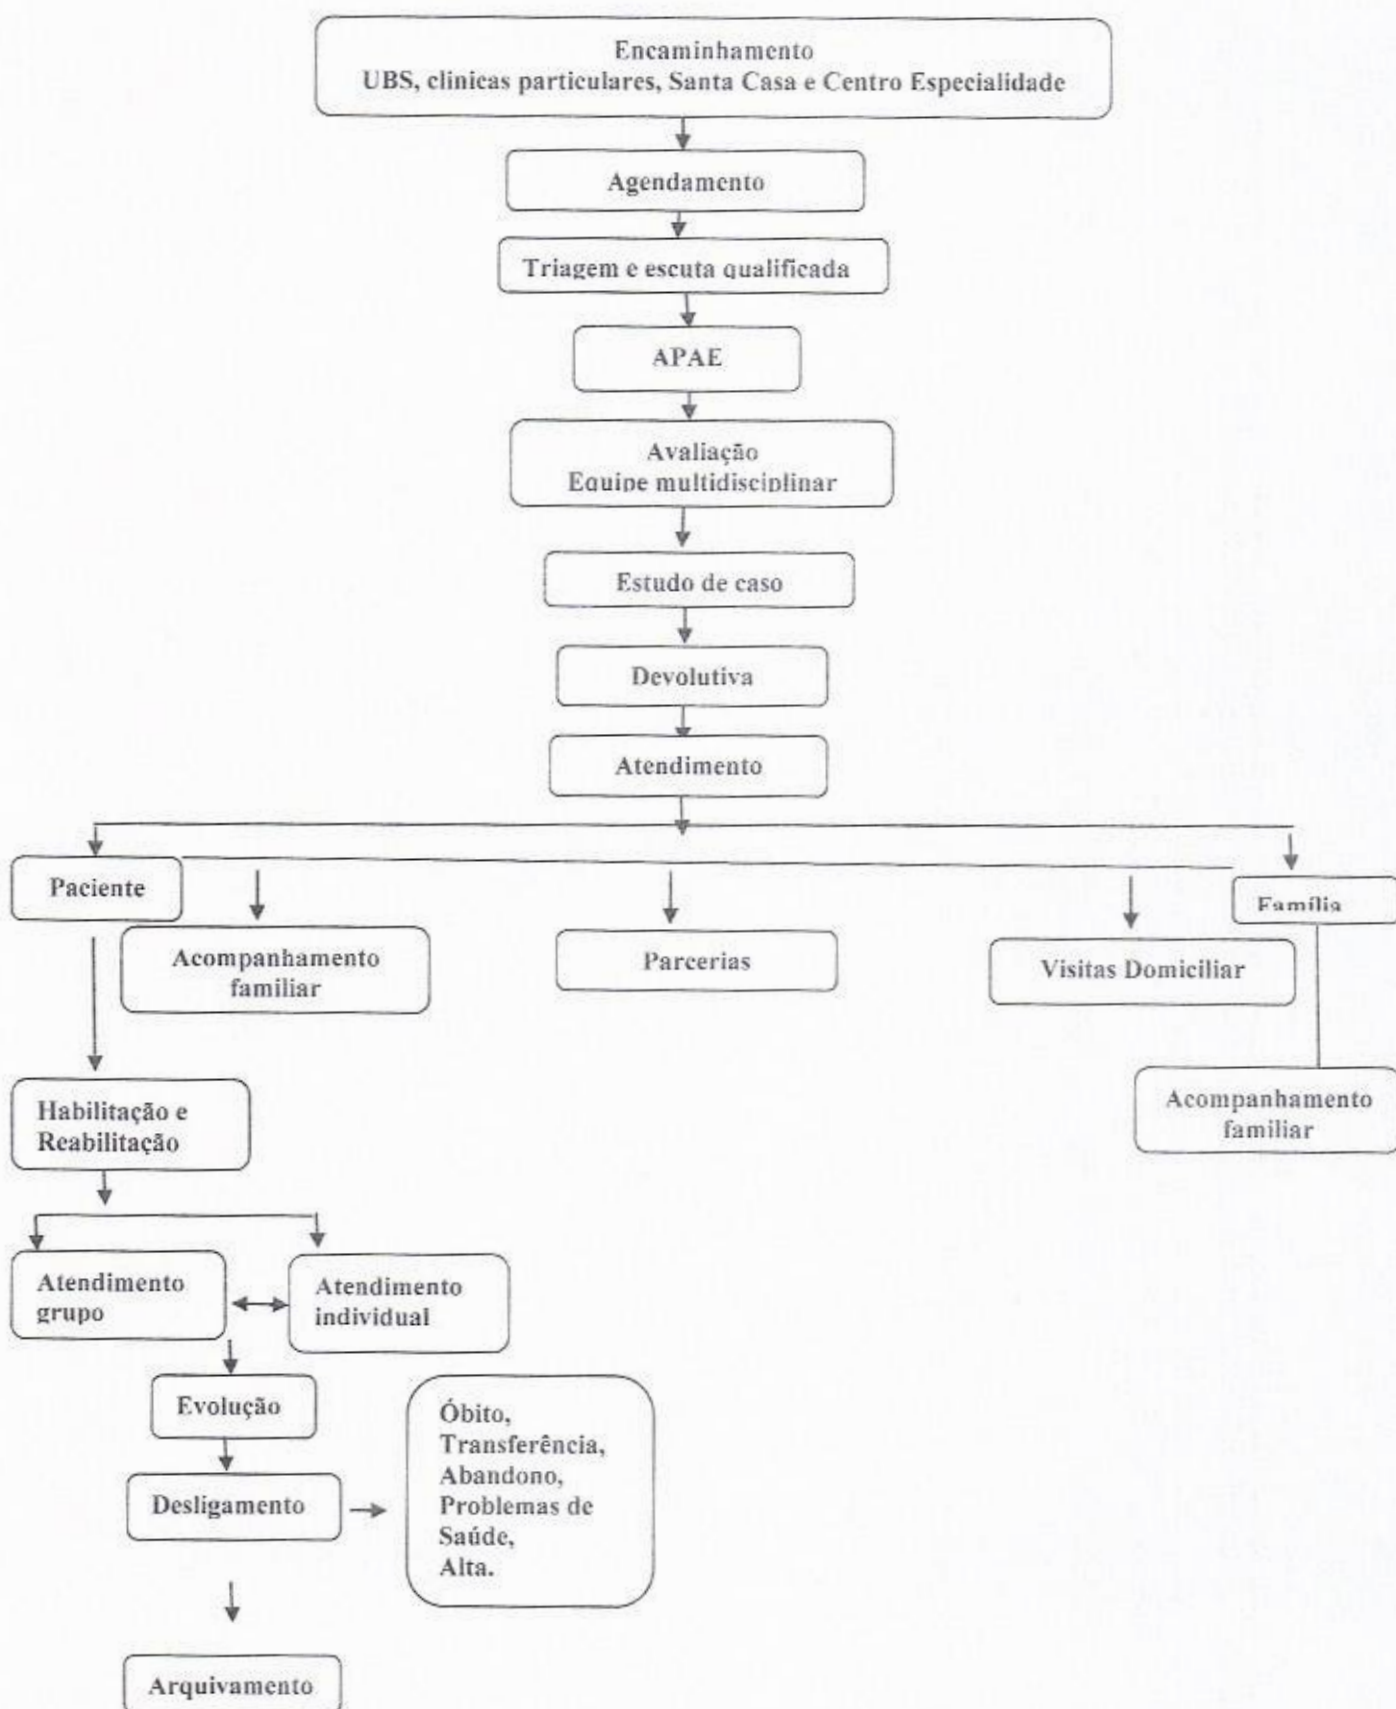 Encaminhamento
UBS, clinicas particulares, Santa Casa e Centro Especialidade
Agendamento
Triagem e escuta qualificada
APAE
Avaliação
Equipe multidisciplinar
Estudo de caso
Devolutiva
Atendimento
Paciente
Família
Acompanhamento
familiar
Parcerias
Visitas Domiciliar
Habilitação e
Reabilitação
Acompanhamento
familiar
Atendimento
grupo
Atendimento
individual
Evolução
Óbito,
Transferência,
Abandono,
Problemas de
Saúde,
Alta.
Desligamento
Arquivamento